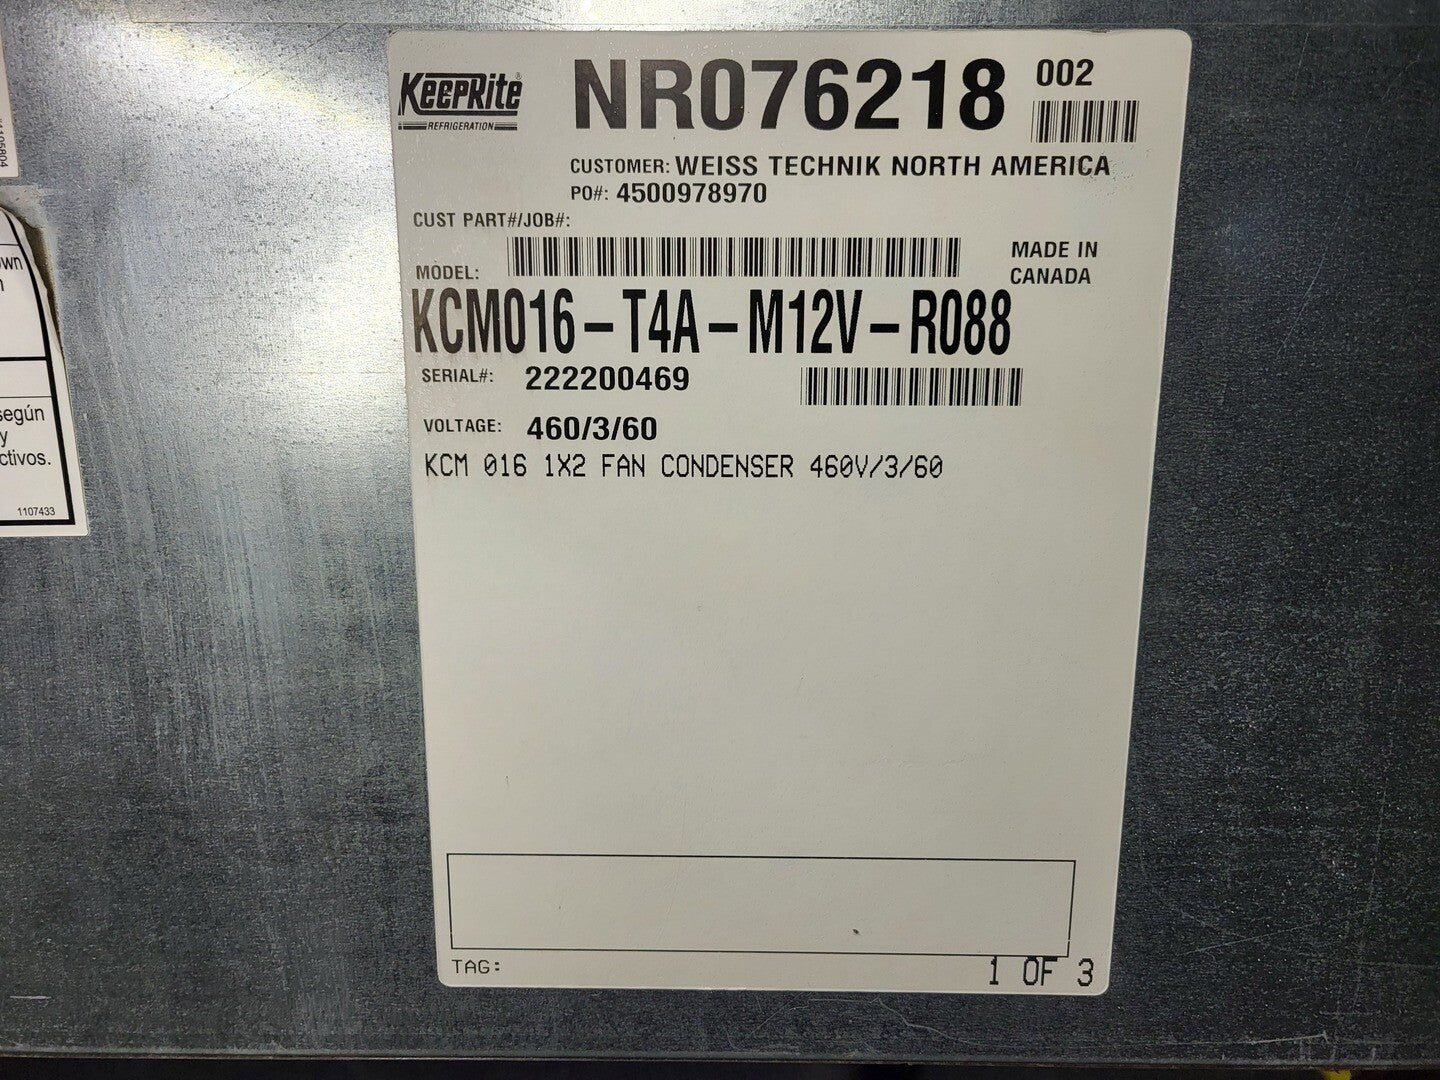 KeepRite®
REFRIGERATION
NR076218 002
CUSTOMER: WEISS TECHNIK NORTH AMERICA
PO#: 4500978970
CUST PART#/JOB#:
MADE IN
CANADA
MODEL:
KCM016-T4A-M12V-R088
SERIAL#: 222200469
VOLTAGE: 460/3/60
KCM 016 1X2 FAN CONDENSER 460V/3/60
TAG:
1 OF 3
según
y
ctivos.
1107433